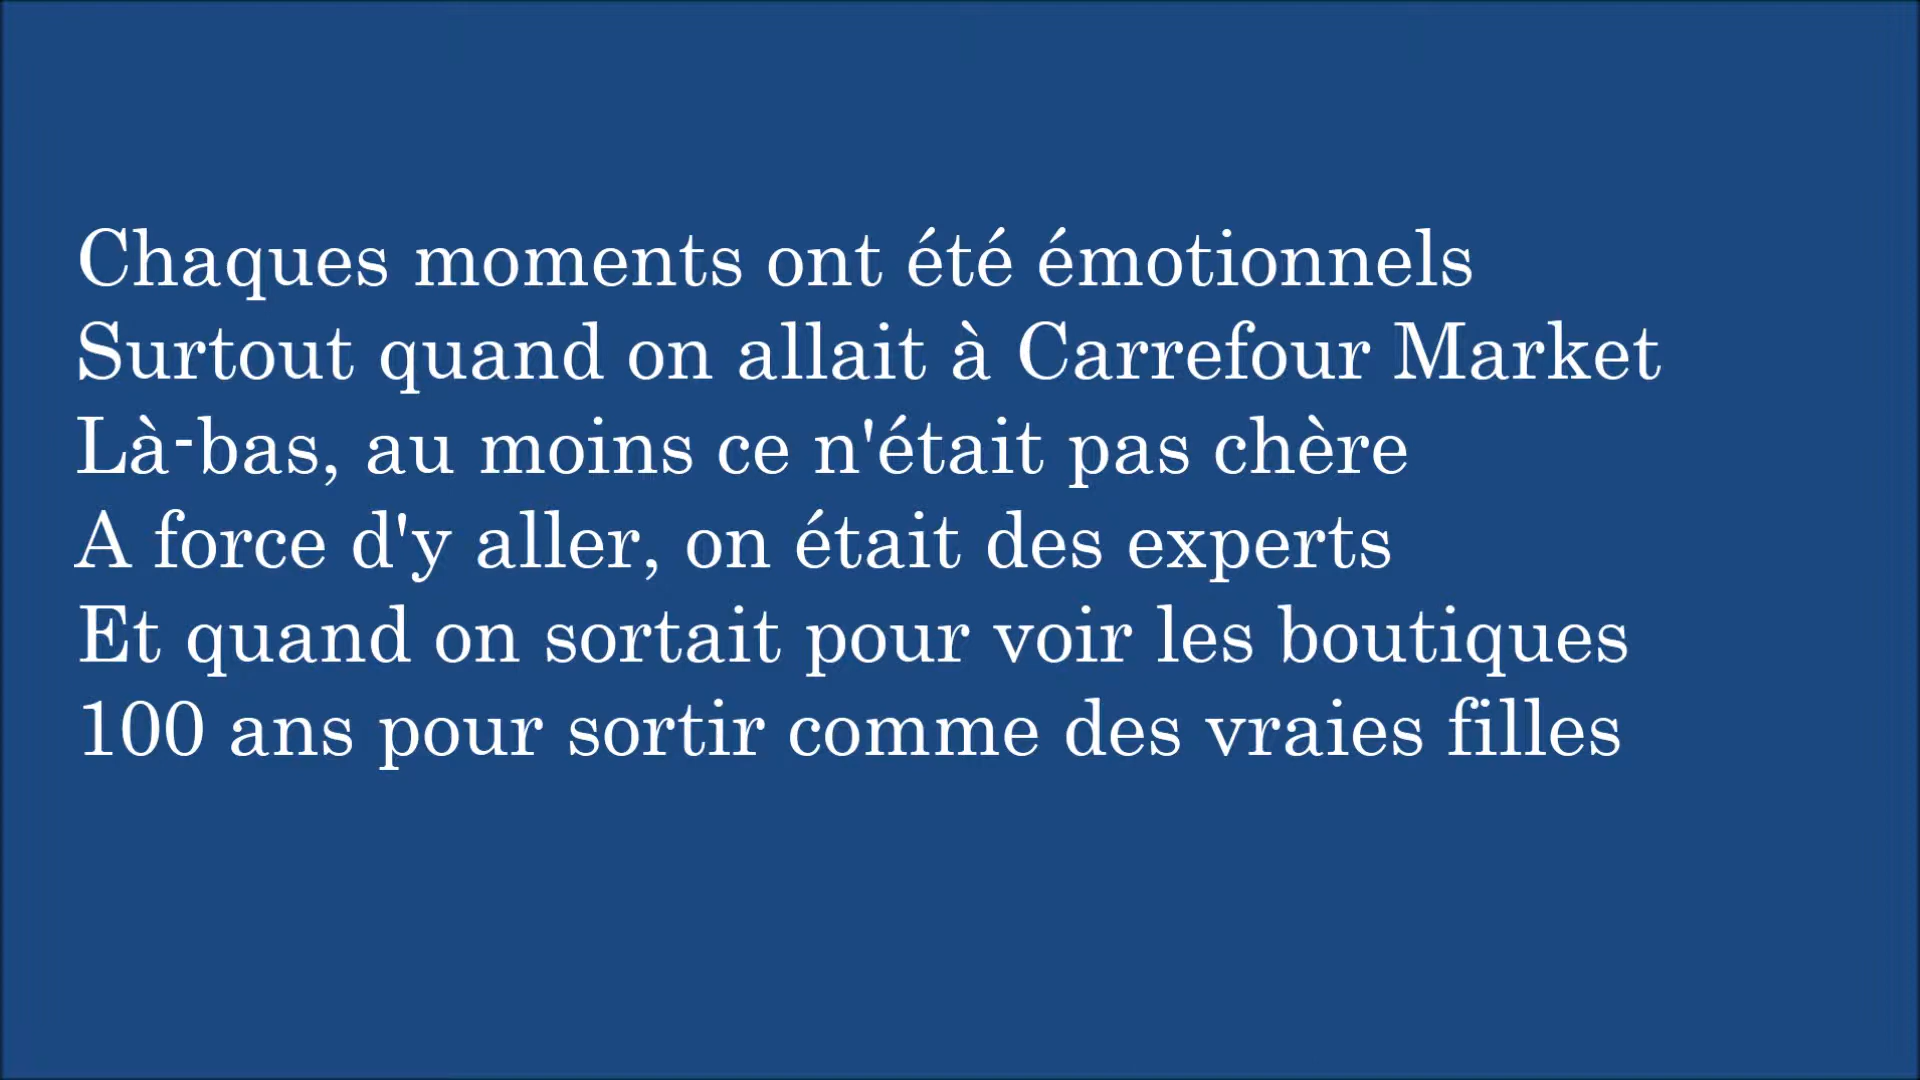 Chaques moments ont été émotionnels
Surtout quand on allait à Carrefour Market
Là-bas, au moins ce n'était pas chère
A force d'y aller, on était des experts
Et quand on sortait pour voir les boutiques
100 ans pour sortir comme des vraies filles